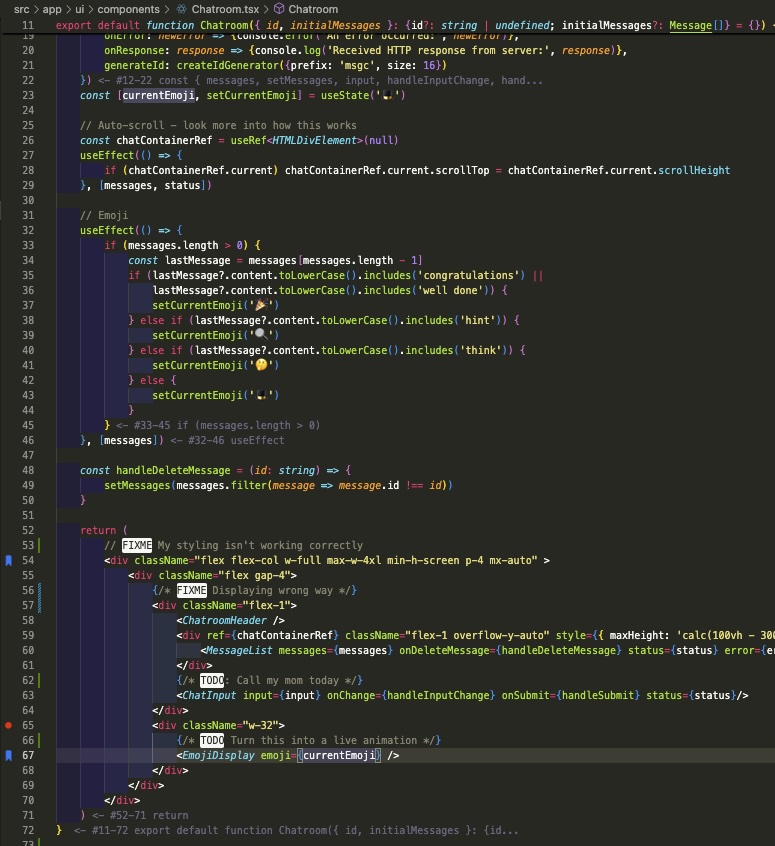 src > app > ui > components > Chatroom.tsx > Chatroom
11 export default function Chatroom({ id, initialMessages }: {id?: string | undefined; initialMessages?: Message[]} = {}) {
19 onError: newError => {console.error('An error occurred:', newError)},
20 onResponse: response => {console.log('Received HTTP response from server:', response)},
21 generateId: createIdGenerator({prefix: 'msgc', size: 16})
22 }) <- #12-22 const { messages, setMessages, input, handleInputChange, hand...
23 const [currentEmoji, setCurrentEmoji] = useState('')
24
25 // Auto-scroll – look more into how this works
26 const chatContainerRef = useRef<HTMLDivElement>(null)
27 useEffect(() => {
28 if (chatContainerRef.current) chatContainerRef.current.scrollTop = chatContainerRef.current.scrollHeight
29 }, [messages, status])
30
31 // Emoji
32 useEffect(() => {
33 if (messages.length > 0) {
34 const lastMessage = messages[messages.length - 1]
35 if (lastMessage?.content.toLowerCase().includes('congratulations') ||
36 lastMessage?.content.toLowerCase().includes('well done')) {
37 setCurrentEmoji('🎉')
38 } else if (lastMessage?.content.toLowerCase().includes('hint')) {
39 setCurrentEmoji('🔍')
40 } else if (lastMessage?.content.toLowerCase().includes('think')) {
41 setCurrentEmoji('🤔')
42 } else {
43 setCurrentEmoji('')
44 }
45 } <- #33-45 if (messages.length > 0)
46 }, [messages]) <- #32-46 useEffect
47
48 const handleDeleteMessage = (id: string) => {
49 setMessages(messages.filter(message => message.id !== id))
50 }
51
52 return (
53 // FIXME My styling isn't working correctly
54 <div className="flex flex-col w-full max-w-4xl min-h-screen p-4 mx-auto" >
55 <div className="flex gap-4">
56 {/* FIXME Displaying wrong way */}
57 <div className="flex-1">
58 <ChatroomHeader />
59 <div ref={chatContainerRef} className="flex-1 overflow-y-auto" style={{ maxHeight: 'calc(100vh - 300
60 <MessageList messages={messages} onDeleteMessage={handleDeleteMessage} status={status} error={er
61 </div>
62 {/* TODO: Call my mom today */}
63 <ChatInput input={input} onChange={handleInputChange} onSubmit={handleSubmit} status={status}/>
64 </div>
65 <div className="w-32">
66 {/* TODO Turn this into a live animation */}
67 <EmojiDisplay emoji={currentEmoji} />
68 </div>
69 </div>
70 </div>
71 ) <- #52-71 return
72 } <- #11-72 export default function Chatroom({ id, initialMessages }: {id...
73